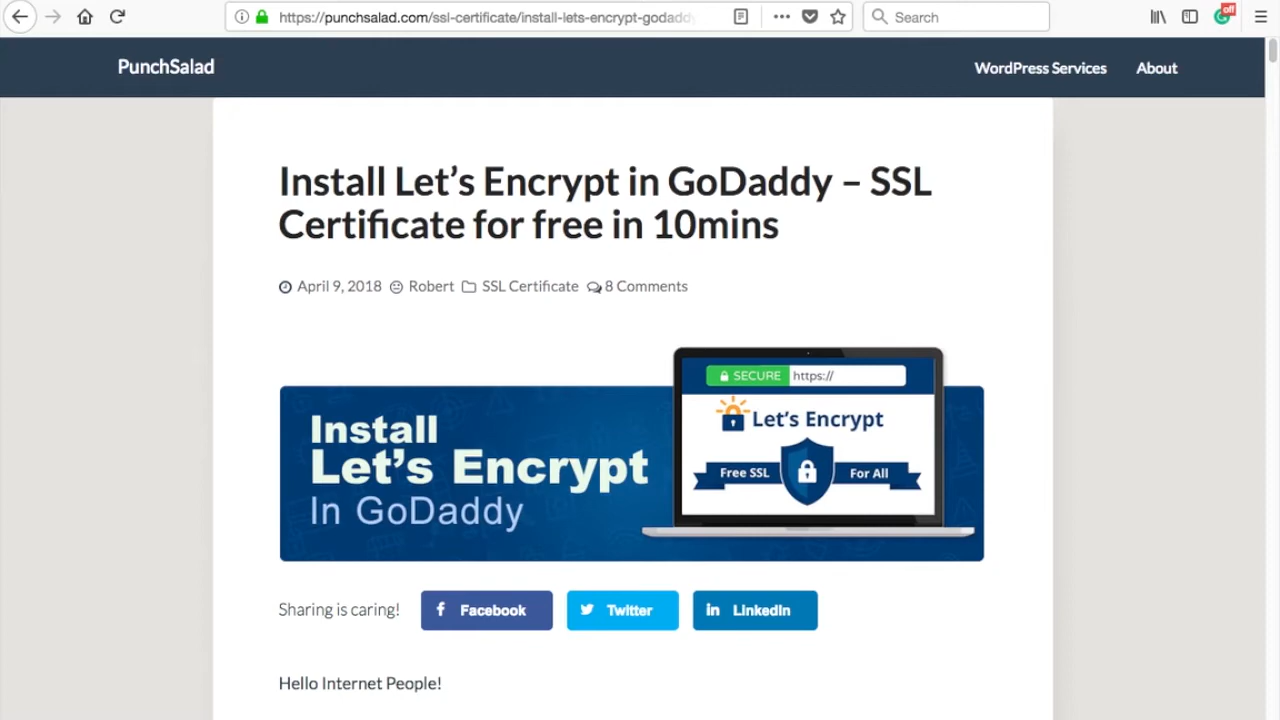 https://punchsalad.com/ssl-certificate/install-lets-encrypt-godaddy
Search
off
PunchSalad
WordPress Services
About
Install Let's Encrypt in GoDaddy – SSL
Certificate for free in 10mins
April 9, 2018 Robert SSL Certificate 8 Comments
SECURE https://
Let's Encrypt
Free SSL For All
Install
Let's Encrypt
In GoDaddy
Sharing is caring! Facebook Twitter LinkedIn
Hello Internet People!